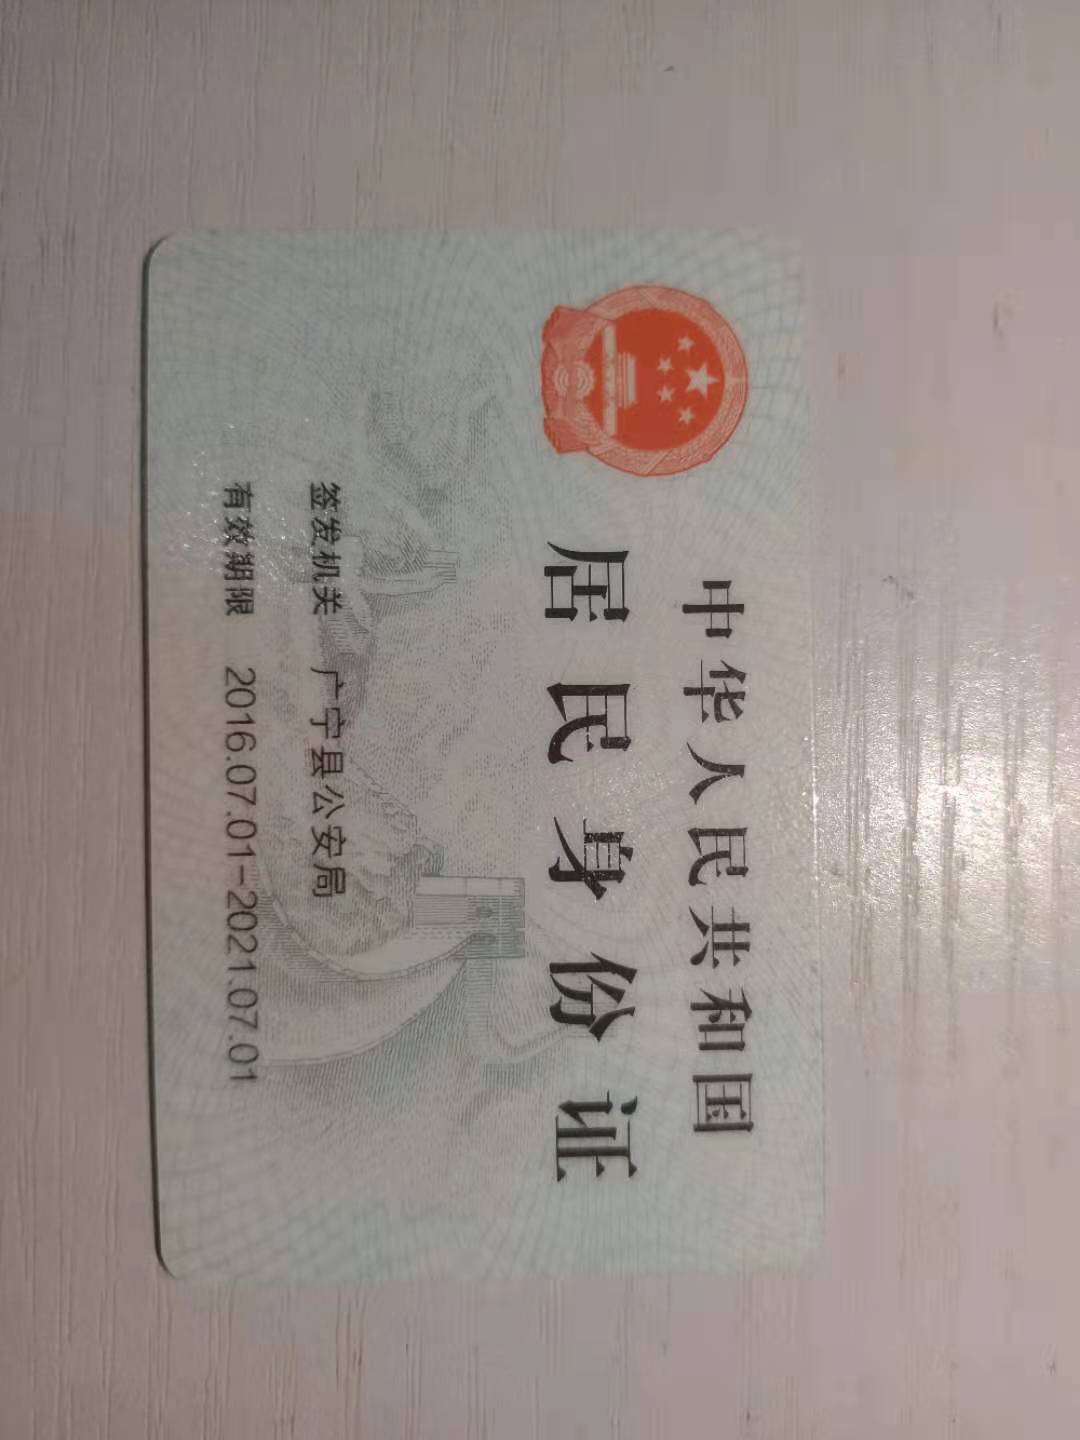 中华人民共和国
居民身份证
签发机关 广宁县公安局
有效期限 2016.07.01-2021.07.01